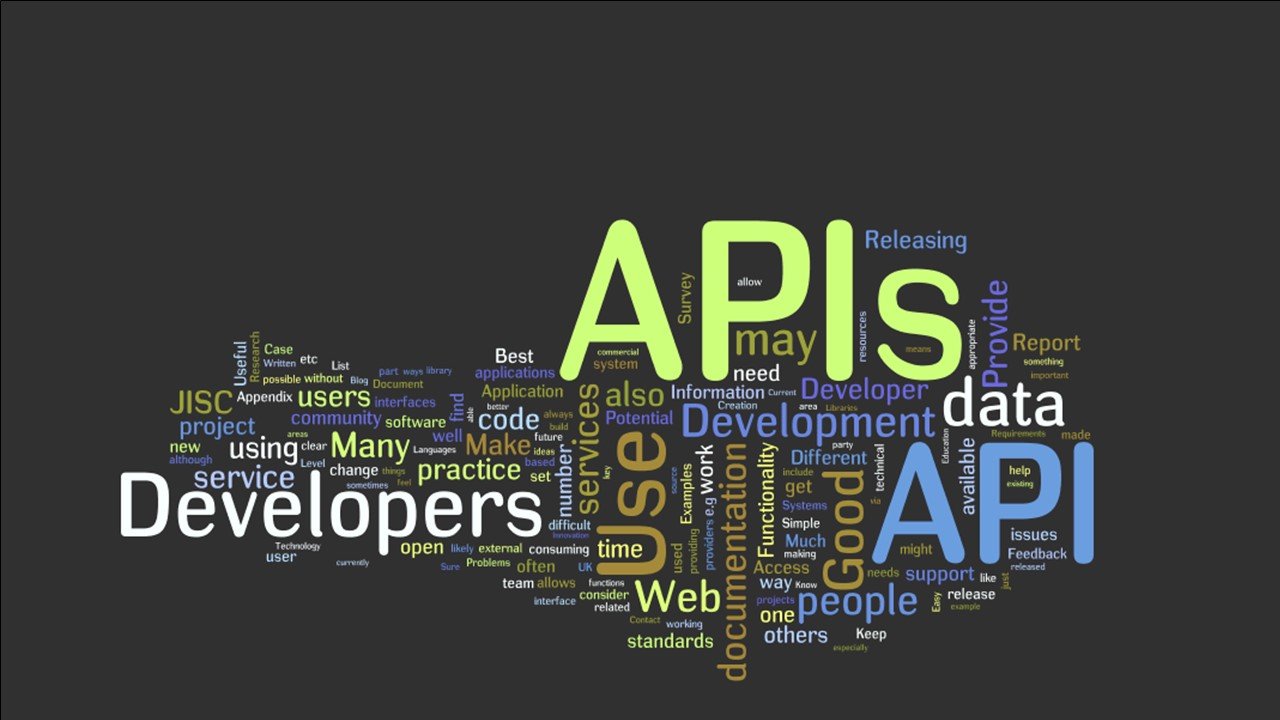 APIs
Releasing
allow
Survey
may
resources
means
appropriate
Provide
Report
something
important
commercial
system
need
Useful
Research
Case
Written
etc
List
possible
without
Blog
part
ways
library
Document
Best
applications
Application
JISC
Appendix
users
interfaces
find
able
better
code
always
build
project
community
software
services
also
Potential
Information
Current
Developer
Creation
area
Libraries
Development
data
Requirements
made
new
although
using
areas
clear
Many
Languages
well
Make
future
ideas
based
Level
change
things
feel
practice
set
number
key
Use
source
Examples
Work
e.g
providers
documentation
Functionality
party
Different
include
get
Systems
Simple
Much
making
Good
technical
via
Education
available
API
help
existing
issues
Feedback
released
service
sometimes
Developers
difficult
Innovation
Technology
user
currently
open
likely
external
consuming
time
Sure
Problems
often
UK
team
allows
functions
consider
interface
related
used
providing
Web
Contact
working
standards
Access
way
Know
projects
people
one
others
Keep
especially
might
needs
support
like
just
Easy
release
example